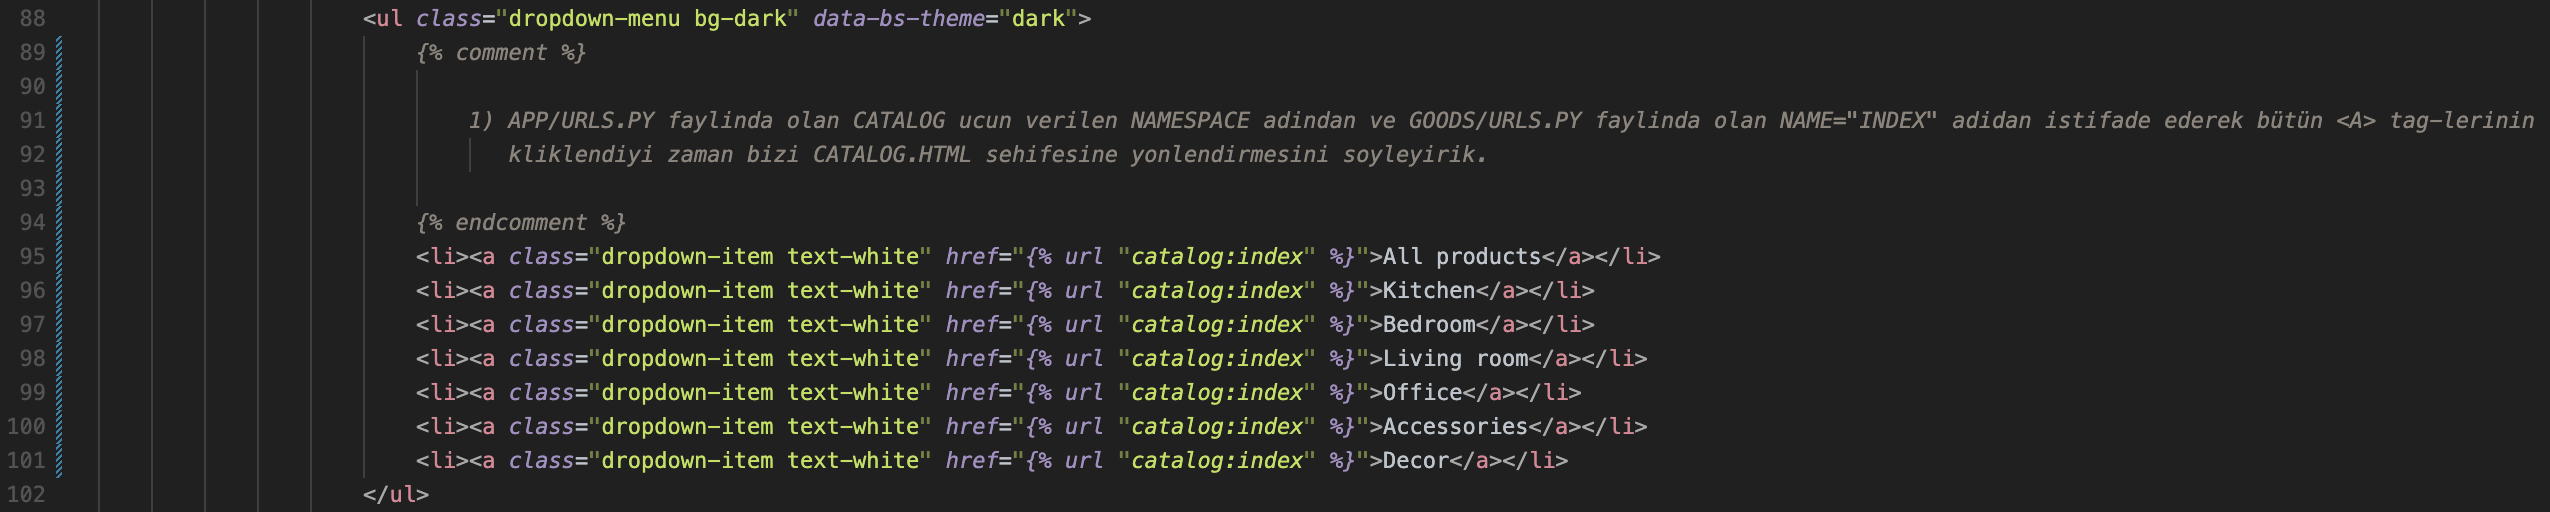 88 <ul class="dropdown-menu bg-dark" data-bs-theme="dark">
89 {% comment %}
90
91 1) APP/URLS.PY faylinda olan CATALOG ucun verilen NAMESPACE adindan ve GOODS/URLS.PY faylinda olan NAME="INDEX" adidan istifade ederek bütün <A> tag-lerinin
92 kliklendiyi zaman bizi CATALOG.HTML sehifesine yonlendirmesini soyleyirik.
93
94 {% endcomment %}
95 <li><a class="dropdown-item text-white" href="{% url "catalog:index" %}">All products</a></li>
96 <li><a class="dropdown-item text-white" href="{% url "catalog:index" %}">Kitchen</a></li>
97 <li><a class="dropdown-item text-white" href="{% url "catalog:index" %}">Bedroom</a></li>
98 <li><a class="dropdown-item text-white" href="{% url "catalog:index" %}">Living room</a></li>
99 <li><a class="dropdown-item text-white" href="{% url "catalog:index" %}">Office</a></li>
100 <li><a class="dropdown-item text-white" href="{% url "catalog:index" %}">Accessories</a></li>
101 <li><a class="dropdown-item text-white" href="{% url "catalog:index" %}">Decor</a></li>
102 </ul>